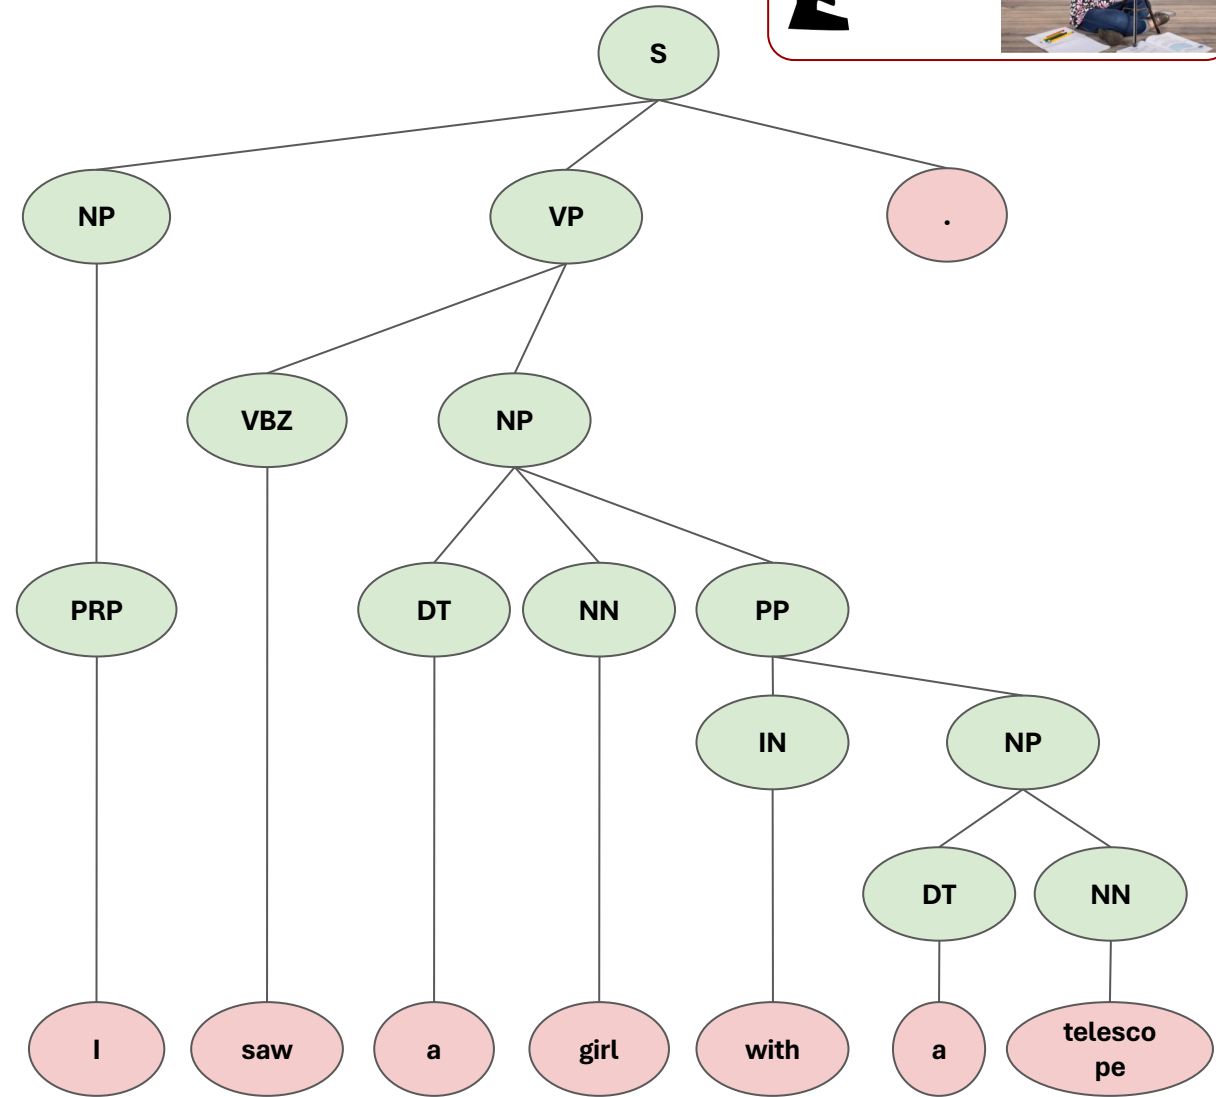 S
NP
VP
.
VBZ
NP
PRP
DT
NN
PP
IN
NP
DT
NN
I
saw
a
girl
with
a
telesco
pe